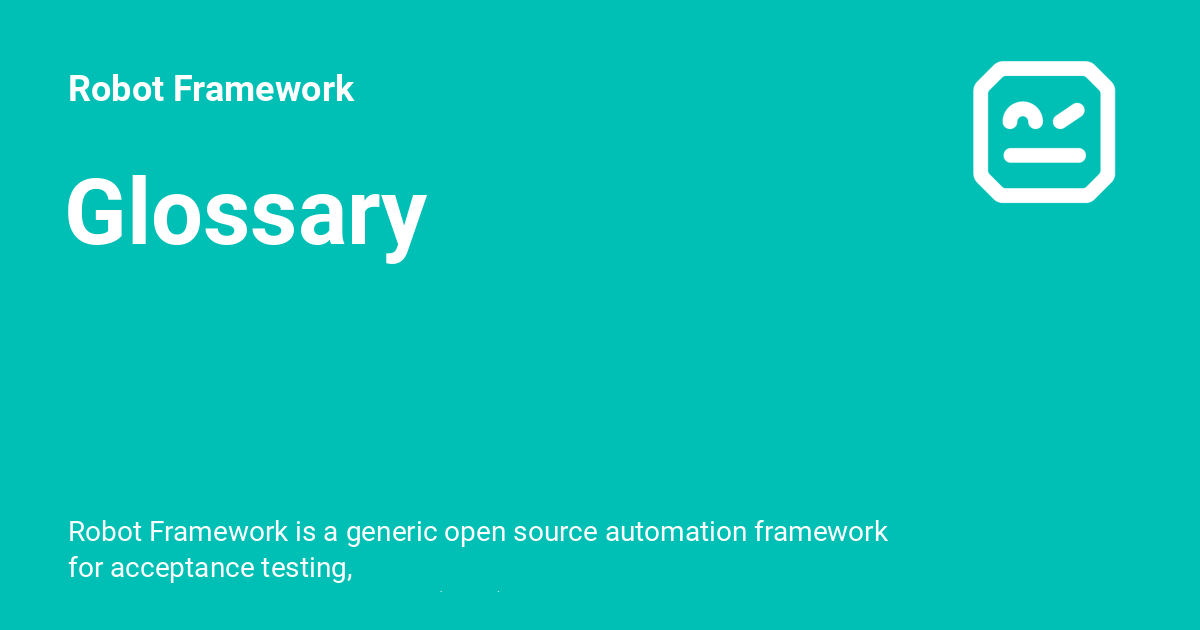 Robot Framework
Glossary
Robot Framework is a generic open source automation framework
for acceptance testing,